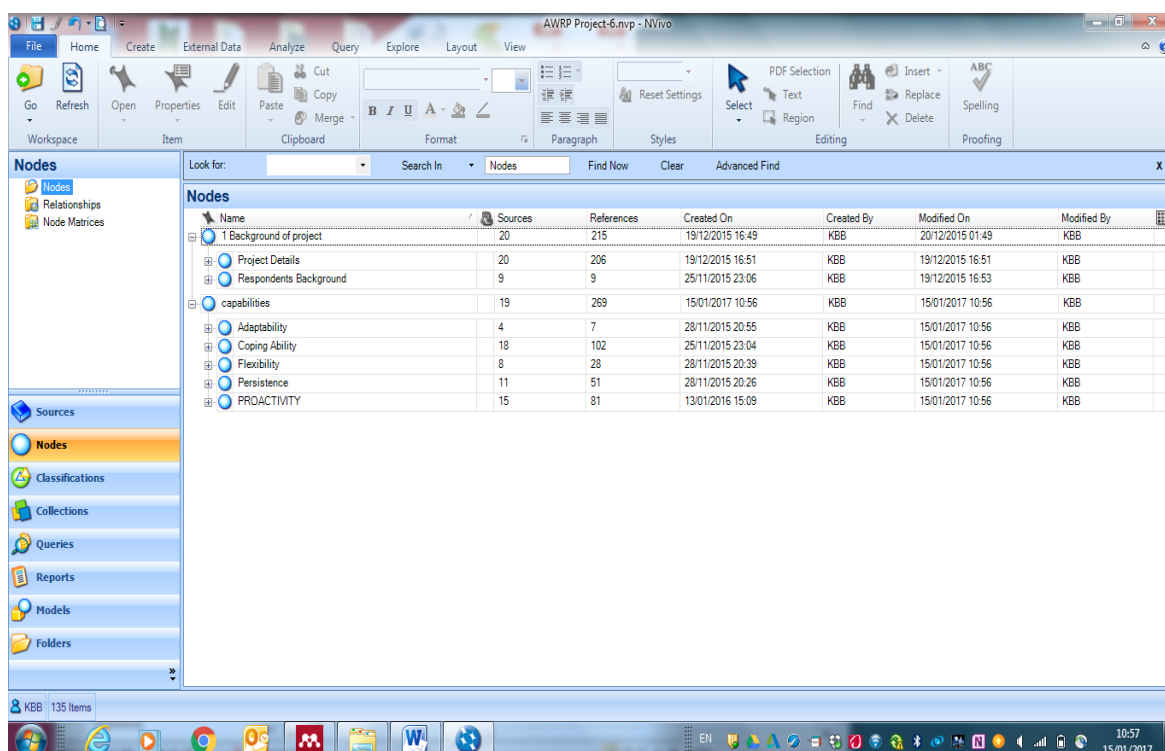 AWRP Project-6.nvp - NVivo
File Home Create External Data Analyze Query Explore Layout View
Go Refresh Open Properties Edit Paste Cut Copy Merge
B I U A
Reset Settings
Select PDF Selection Text Region Find Insert Replace Delete
ABC Spelling
Workspace Item Clipboard Format Paragraph Styles Editing Proofing
Nodes
Look for: Search In Nodes Find Now Clear Advanced Find x
Nodes
Relationships
Node Matrices
Nodes
Name Sources References Created On Created By Modified On Modified By
1 Background of project 20 215 19/12/2015 16:49 KBB 20/12/2015 01:49 KBB
Project Details 20 206 19/12/2015 16:51 KBB 19/12/2015 16:51 KBB
Respondents Background 9 9 25/11/2015 23:06 KBB 19/12/2015 16:53 KBB
capabilities 19 269 15/01/2017 10:56 KBB 15/01/2017 10:56 KBB
Adaptability 4 7 28/11/2015 20:55 KBB 15/01/2017 10:56 KBB
Coping Ability 18 102 25/11/2015 23:04 KBB 15/01/2017 10:56 KBB
Flexibility 8 28 28/11/2015 20:39 KBB 15/01/2017 10:56 KBB
Persistence 11 51 28/11/2015 20:26 KBB 15/01/2017 10:56 KBB
PROACTIVITY 15 81 13/01/2016 15:09 KBB 15/01/2017 10:56 KBB
Sources
Nodes
Classifications
Collections
Queries
Reports
Models
Folders
KBB 135 Items
EN
10:57
15/01/2017